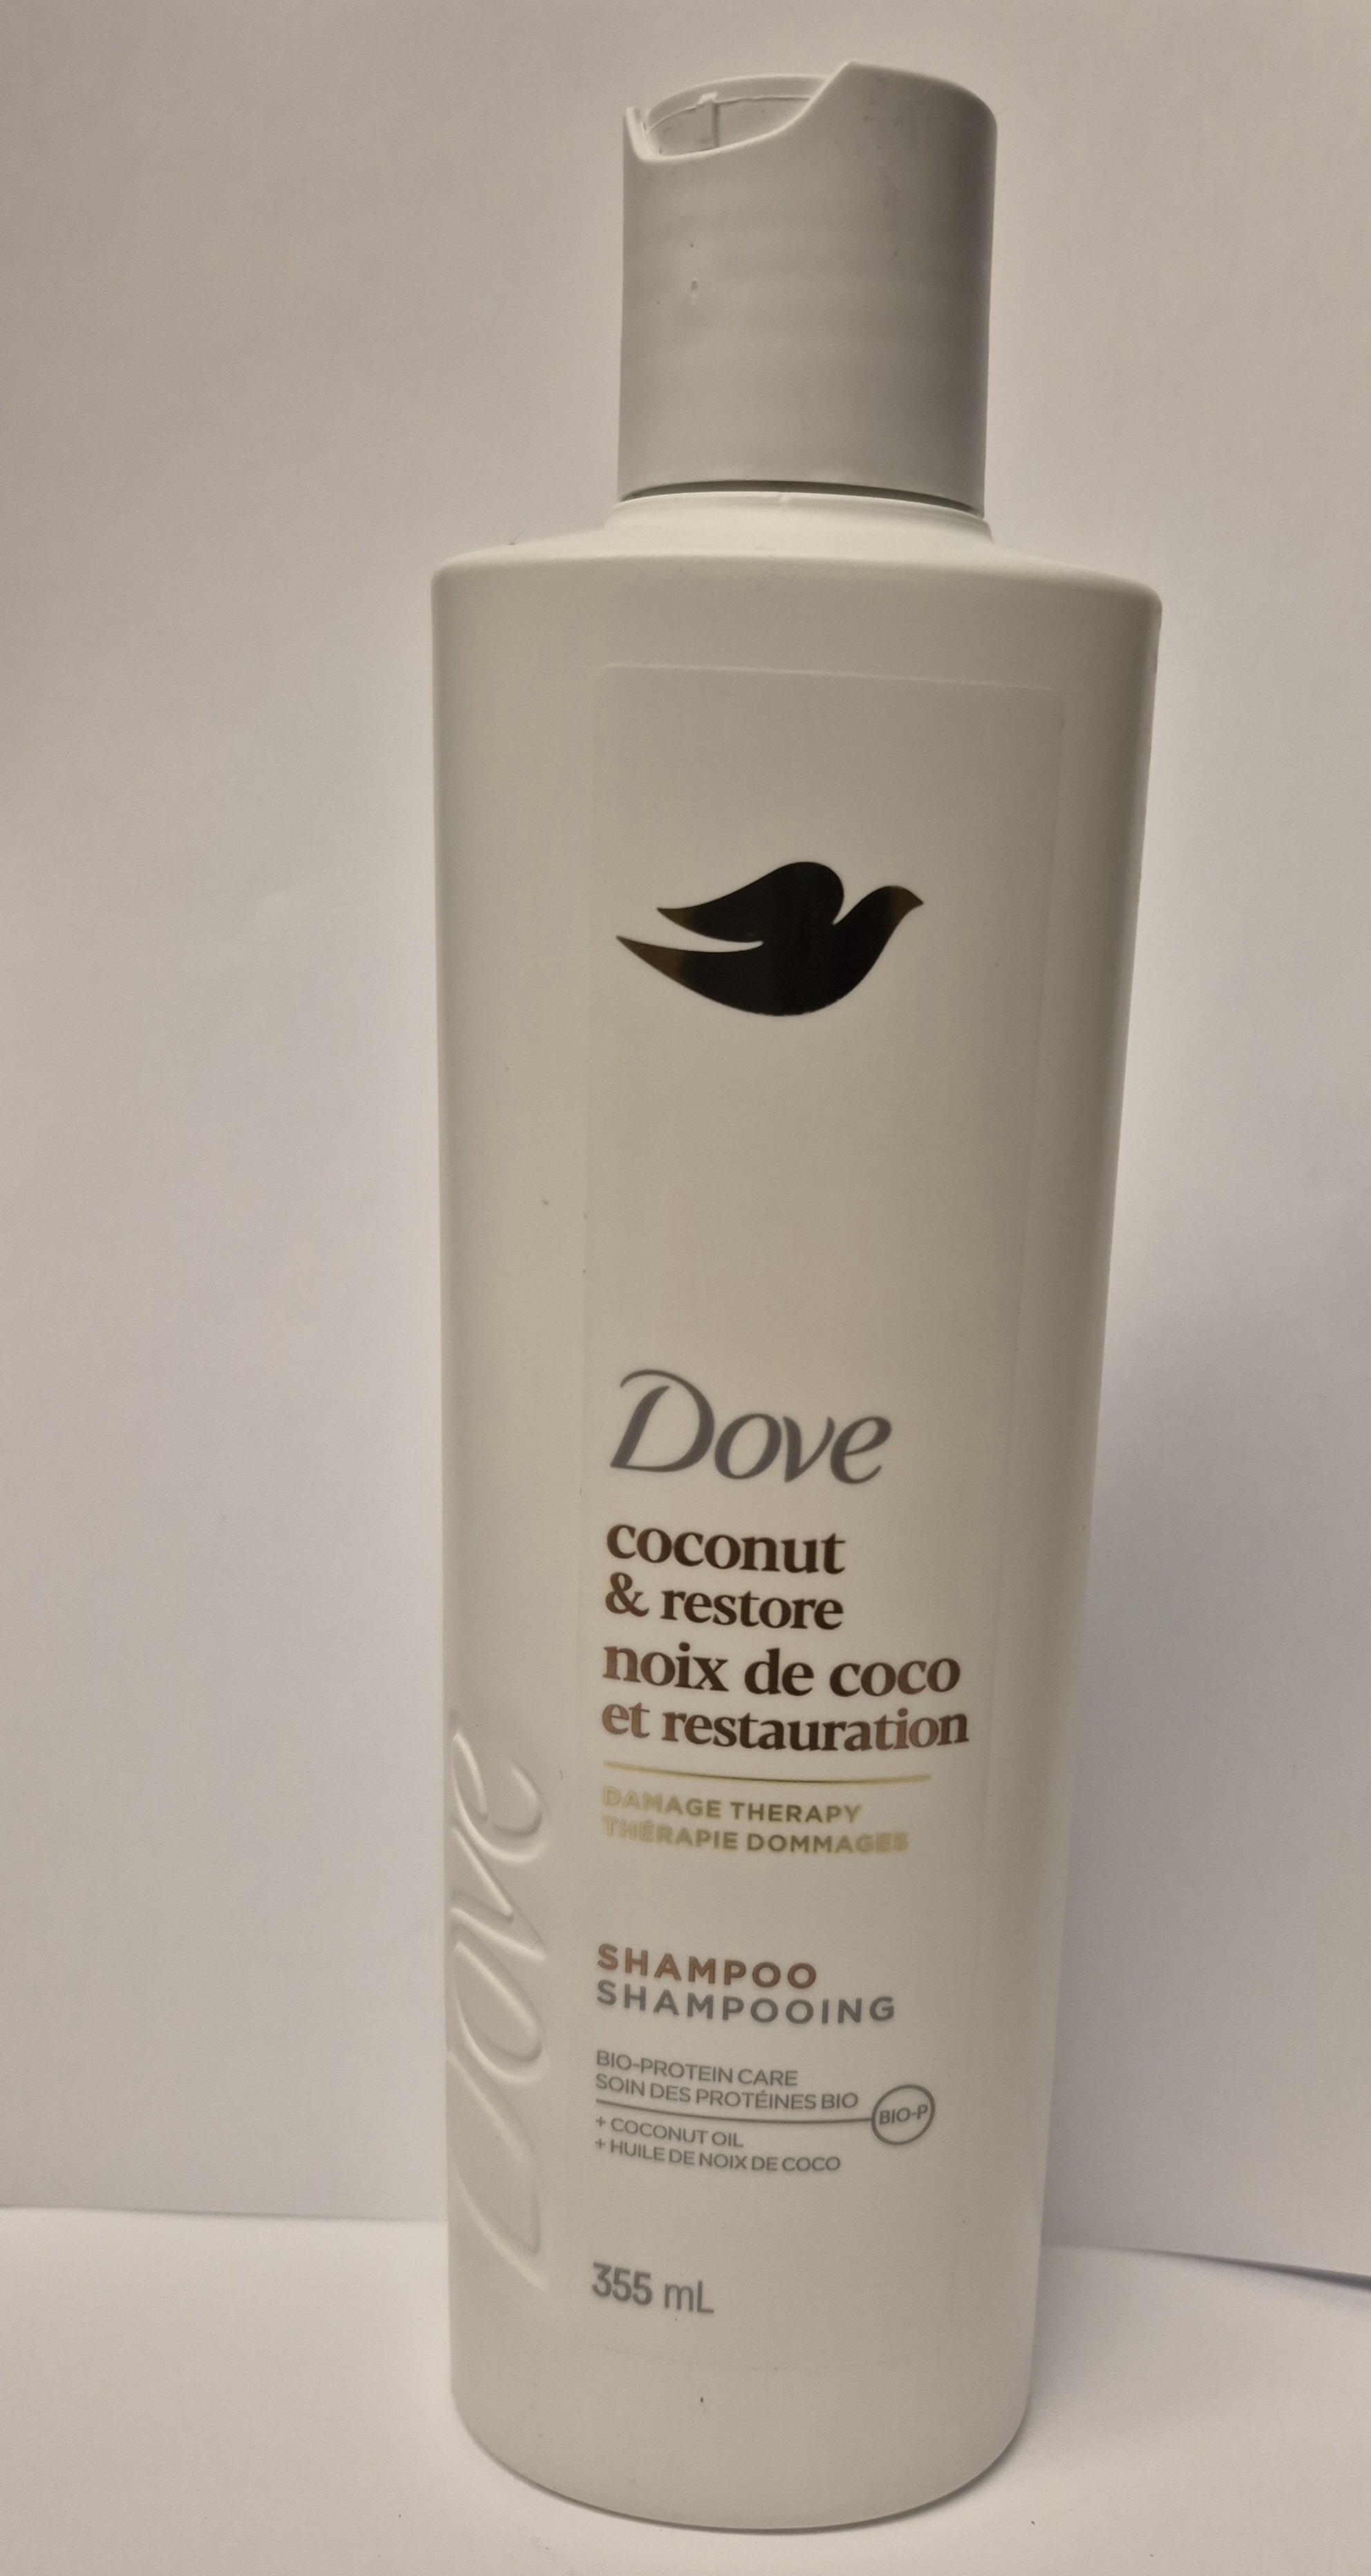 Dove
coconut
& restore
noix de coco
et restauration
DAMAGE THERAPY
THÉRAPIE DOMMAGES
SHAMPOO
SHAMPOOING
BIO-PROTEIN CARE
SOIN DES PROTÉINES BIO
BIO-P
+ COCONUT OIL
+ HUILE DE NOIX DE COCO
355 mL
Dove